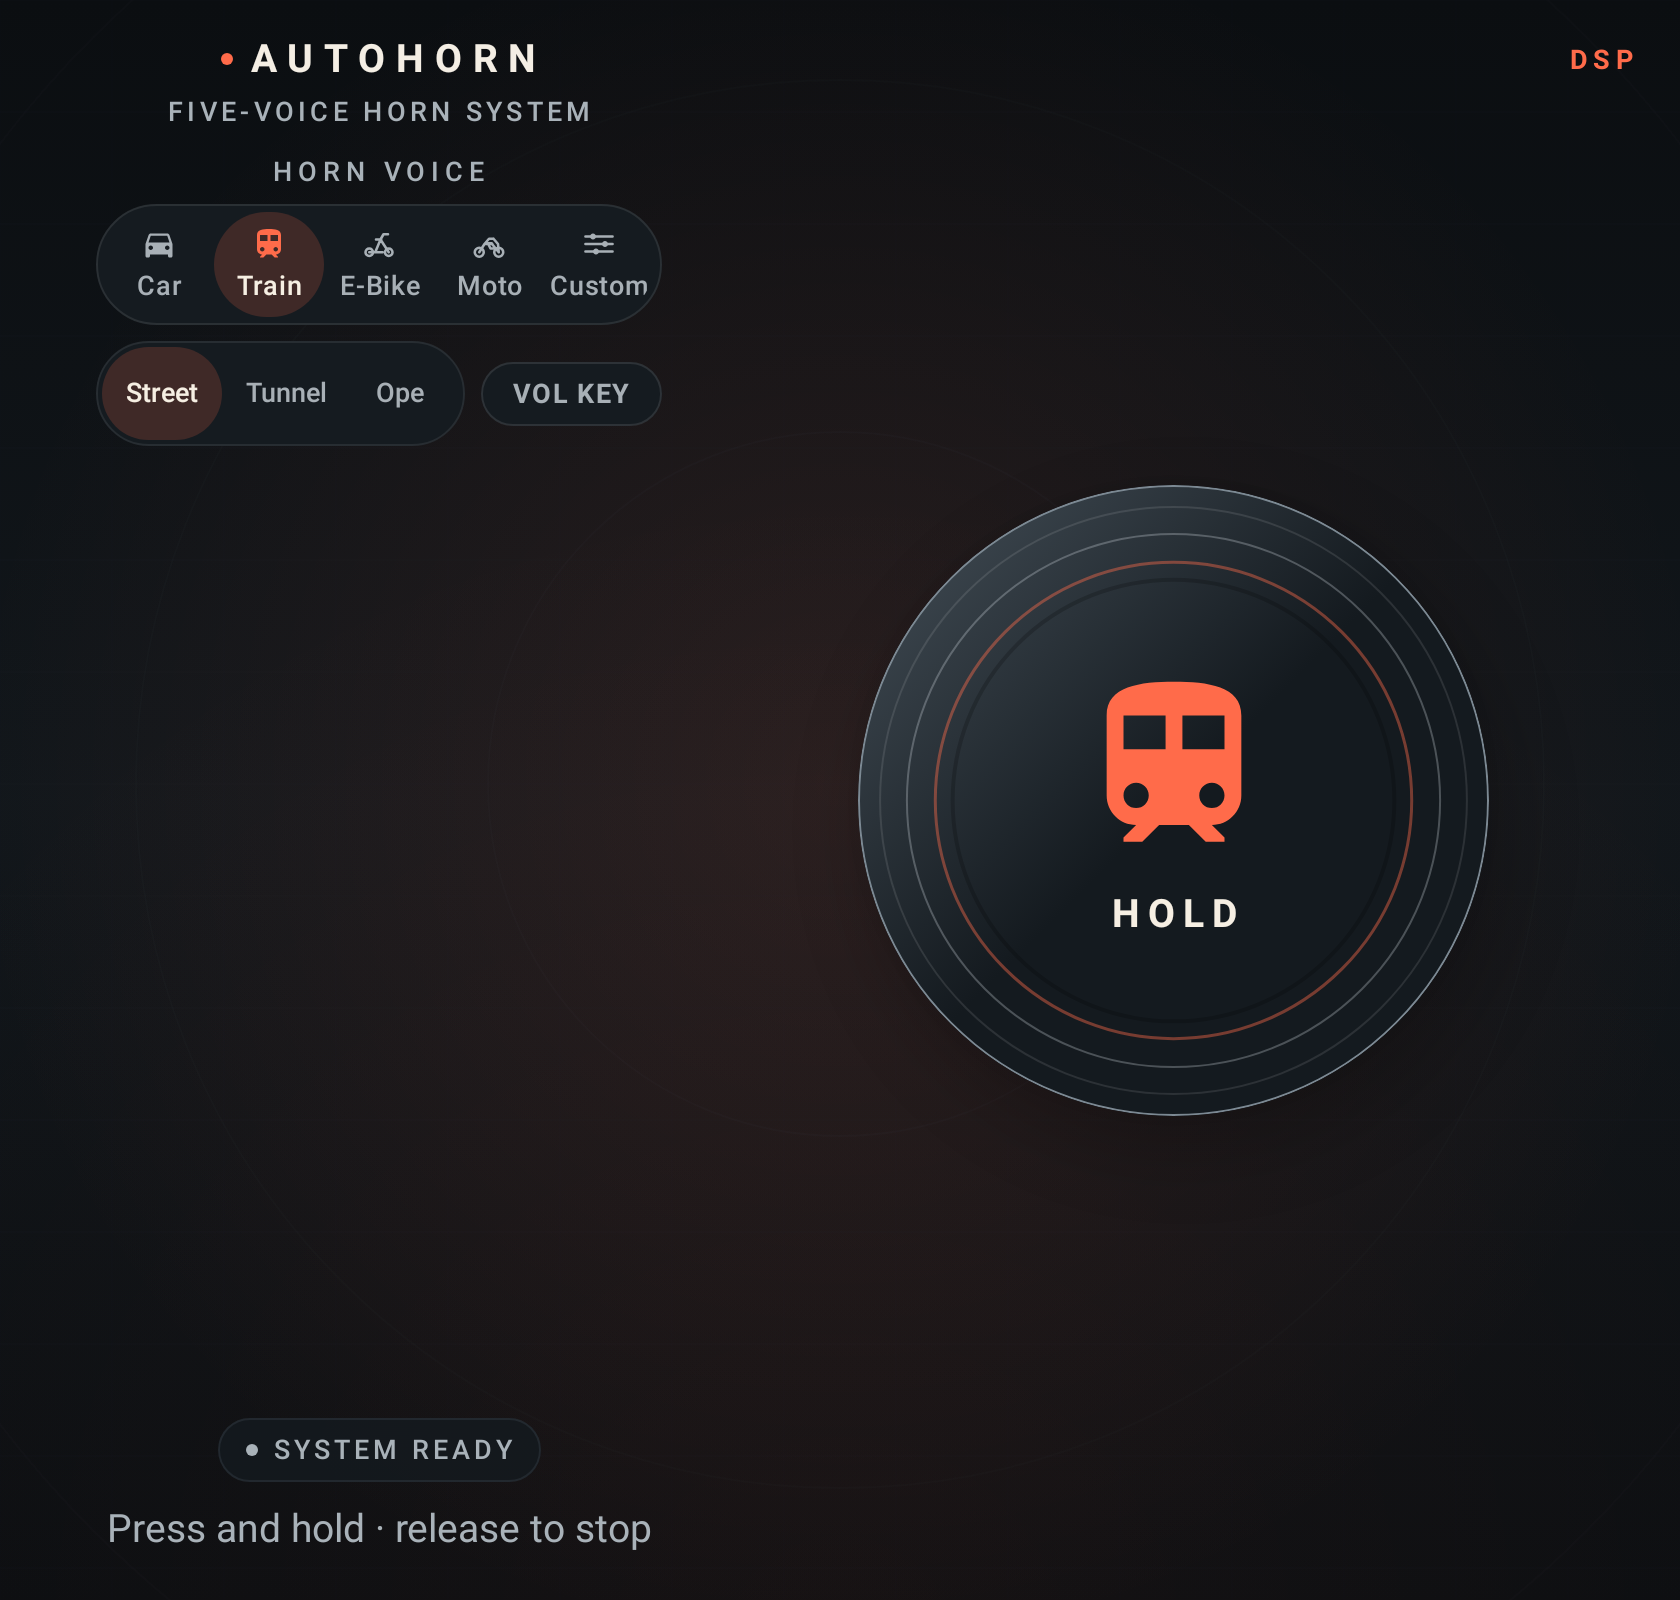 AUTOHORN
DSP
FIVE-VOICE HORN SYSTEM
HORN VOICE
Car Train E-Bike Moto Custom
Street Tunnel Ope VOL KEY
HOLD
SYSTEM READY
Press and hold · release to stop